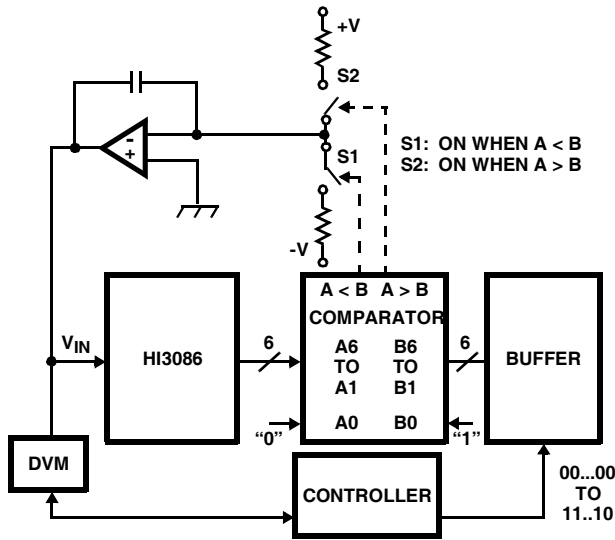 +V
S2
-
+
S1
S1: ON WHEN A < B
S2: ON WHEN A > B
-V
A < B A > B
COMPARATOR
VIN
HI3086
6
A6 B6
TO TO
A1 B1
6
BUFFER
"0"
A0 B0
"1"
DVM
CONTROLLER
00...00
TO
11..10